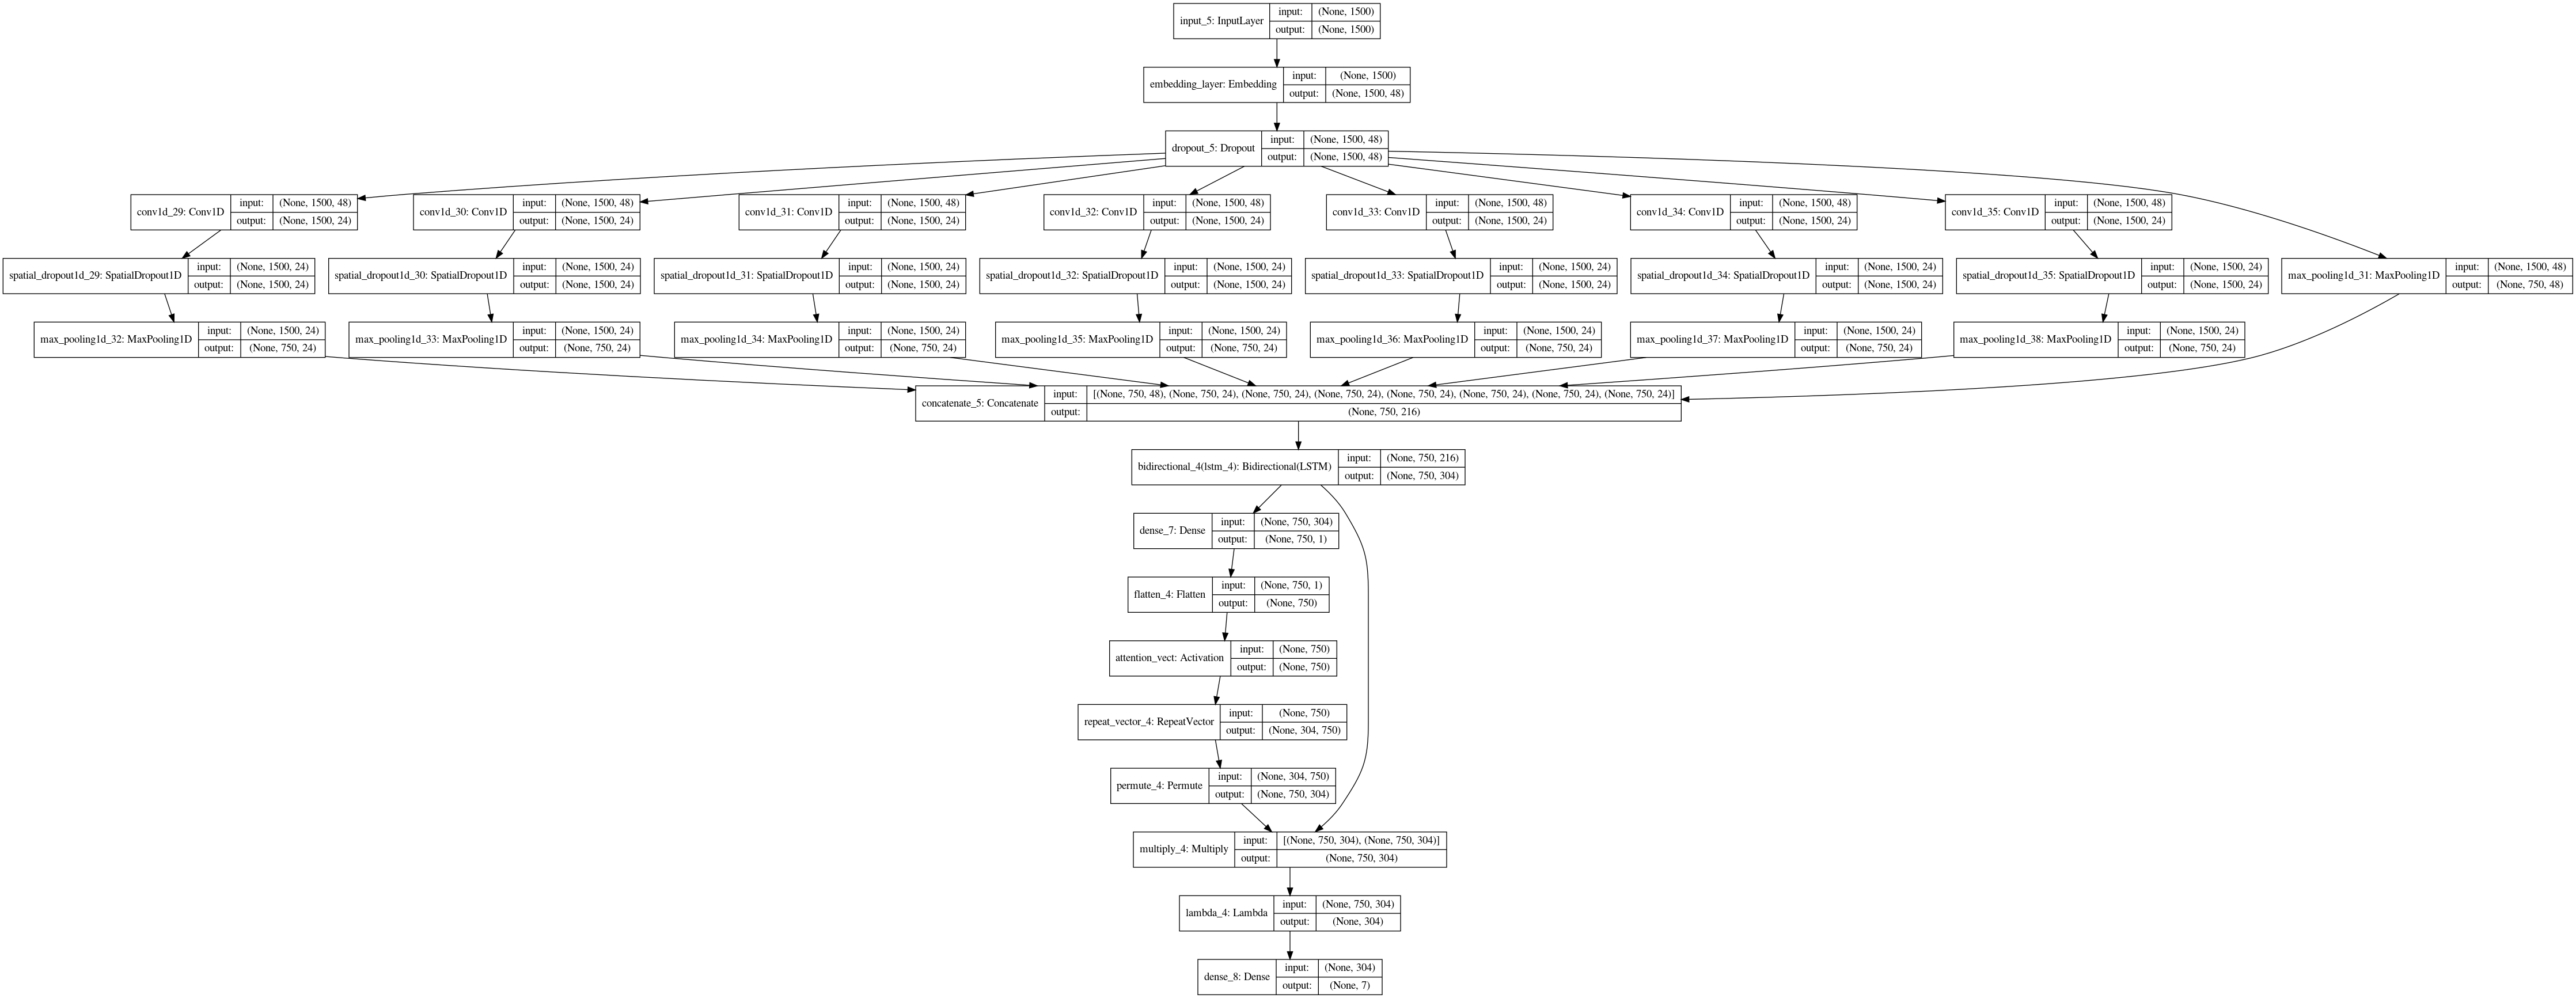 input_5: InputLayer input: (None, 1500)
output: (None, 1500)
embedding_layer: Embedding input: (None, 1500)
output: (None, 1500, 48)
dropout_5: Dropout input: (None, 1500, 48)
output: (None, 1500, 48)
conv1d_29: Conv1D input: (None, 1500, 48)
output: (None, 1500, 24)
conv1d_30: Conv1D input: (None, 1500, 48)
output: (None, 1500, 24)
conv1d_31: Conv1D input: (None, 1500, 48)
output: (None, 1500, 24)
conv1d_32: Conv1D input: (None, 1500, 48)
output: (None, 1500, 24)
conv1d_33: Conv1D input: (None, 1500, 48)
output: (None, 1500, 24)
conv1d_34: Conv1D input: (None, 1500, 48)
output: (None, 1500, 24)
conv1d_35: Conv1D input: (None, 1500, 48)
output: (None, 1500, 24)
spatial_dropout1d_29: SpatialDropout1D input: (None, 1500, 24)
output: (None, 1500, 24)
spatial_dropout1d_30: SpatialDropout1D input: (None, 1500, 24)
output: (None, 1500, 24)
spatial_dropout1d_31: SpatialDropout1D input: (None, 1500, 24)
output: (None, 1500, 24)
spatial_dropout1d_32: SpatialDropout1D input: (None, 1500, 24)
output: (None, 1500, 24)
spatial_dropout1d_33: SpatialDropout1D input: (None, 1500, 24)
output: (None, 1500, 24)
spatial_dropout1d_34: SpatialDropout1D input: (None, 1500, 24)
output: (None, 1500, 24)
spatial_dropout1d_35: SpatialDropout1D input: (None, 1500, 24)
output: (None, 1500, 24)
max_pooling1d_31: MaxPooling1D input: (None, 1500, 48)
output: (None, 750, 48)
max_pooling1d_32: MaxPooling1D input: (None, 1500, 24)
output: (None, 750, 24)
max_pooling1d_33: MaxPooling1D input: (None, 1500, 24)
output: (None, 750, 24)
max_pooling1d_34: MaxPooling1D input: (None, 1500, 24)
output: (None, 750, 24)
max_pooling1d_35: MaxPooling1D input: (None, 1500, 24)
output: (None, 750, 24)
max_pooling1d_36: MaxPooling1D input: (None, 1500, 24)
output: (None, 750, 24)
max_pooling1d_37: MaxPooling1D input: (None, 1500, 24)
output: (None, 750, 24)
max_pooling1d_38: MaxPooling1D input: (None, 1500, 24)
output: (None, 750, 24)
concatenate_5: Concatenate input: [(None, 750, 48), (None, 750, 24), (None, 750, 24), (None, 750, 24), (None, 750, 24), (None, 750, 24), (None, 750, 24), (None, 750, 24)]
output: (None, 750, 216)
bidirectional_4(lstm_4): Bidirectional(LSTM) input: (None, 750, 216)
output: (None, 750, 304)
dense_7: Dense input: (None, 750, 304)
output: (None, 750, 1)
flatten_4: Flatten input: (None, 750, 1)
output: (None, 750)
attention_vect: Activation input: (None, 750)
output: (None, 750)
repeat_vector_4: RepeatVector input: (None, 750)
output: (None, 304, 750)
permute_4: Permute input: (None, 304, 750)
output: (None, 750, 304)
multiply_4: Multiply input: [(None, 750, 304), (None, 750, 304)]
output: (None, 750, 304)
lambda_4: Lambda input: (None, 750, 304)
output: (None, 304)
dense_8: Dense input: (None, 304)
output: (None, 7)